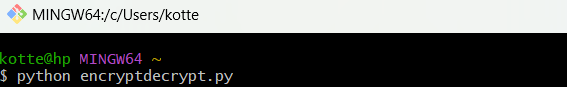 MINGW64:/c/Users/kotte
kotte@hp MINGW64 ~
$ python encryptdecrypt.py